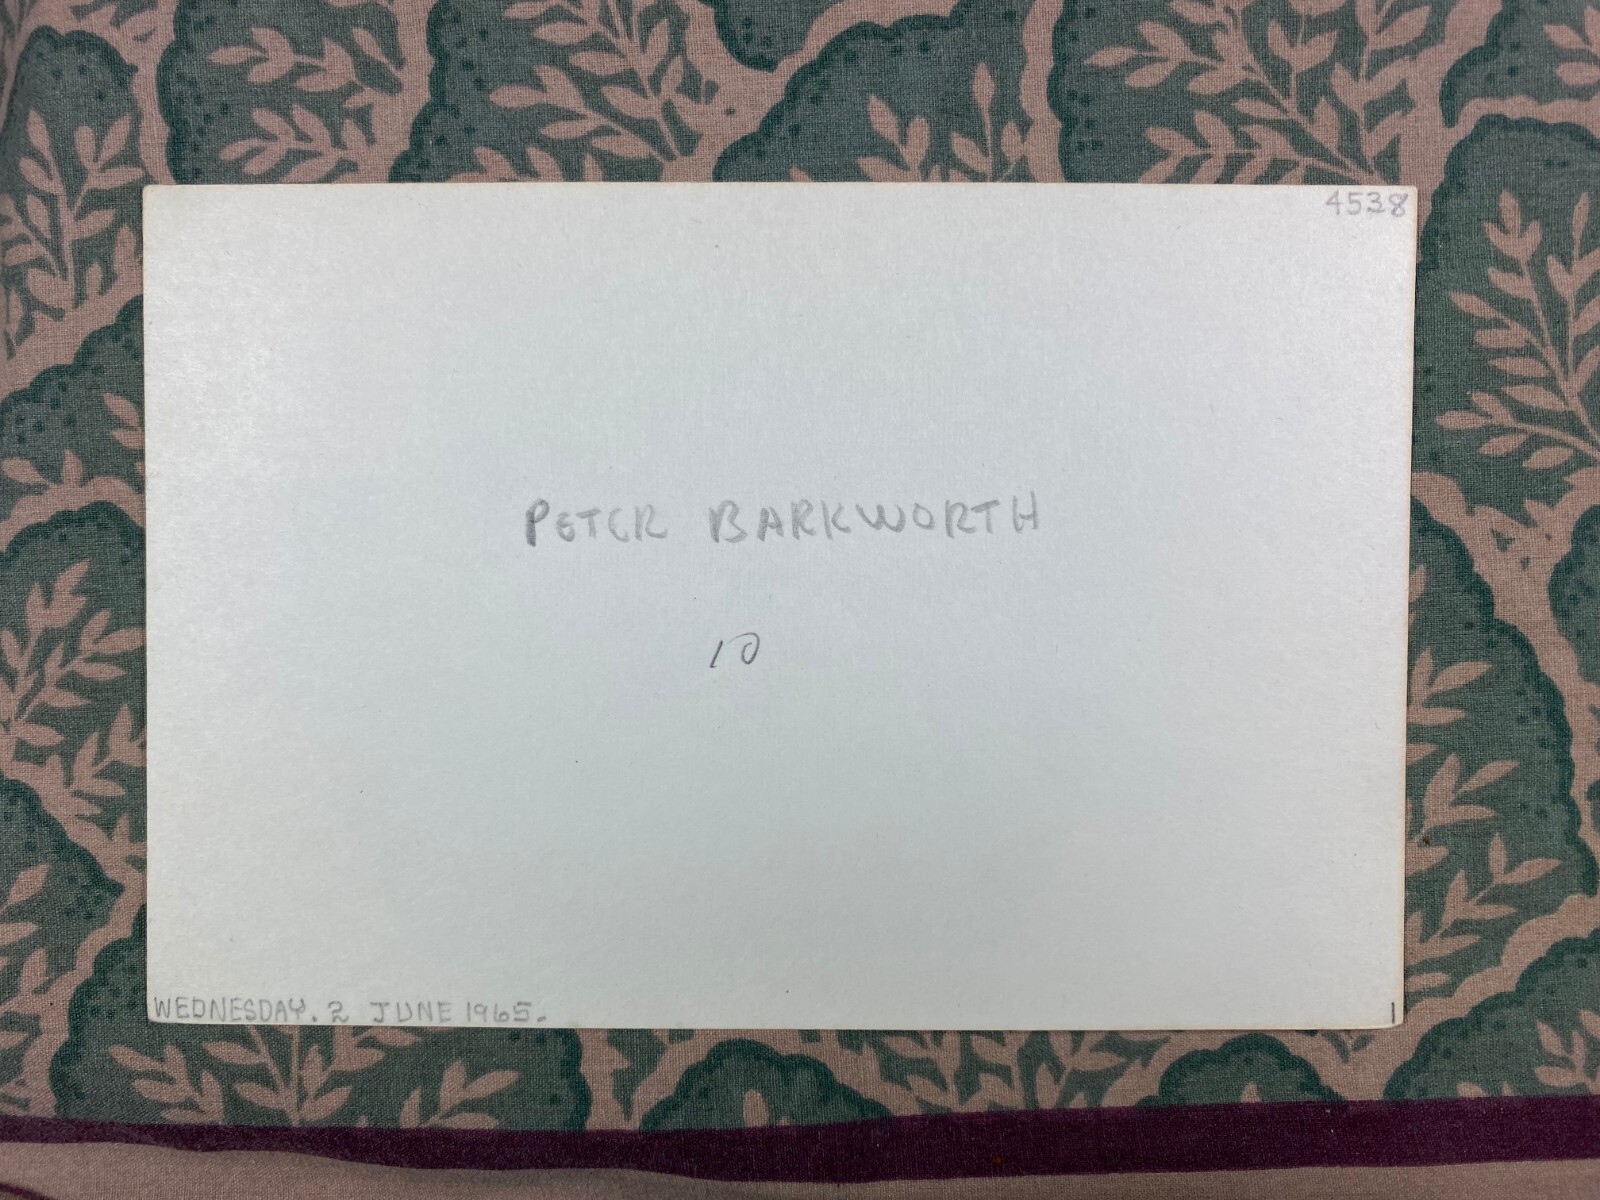 4538
PETER BARKWORTH
10
WEDNESDAY. 2 JUNE 1965.
1